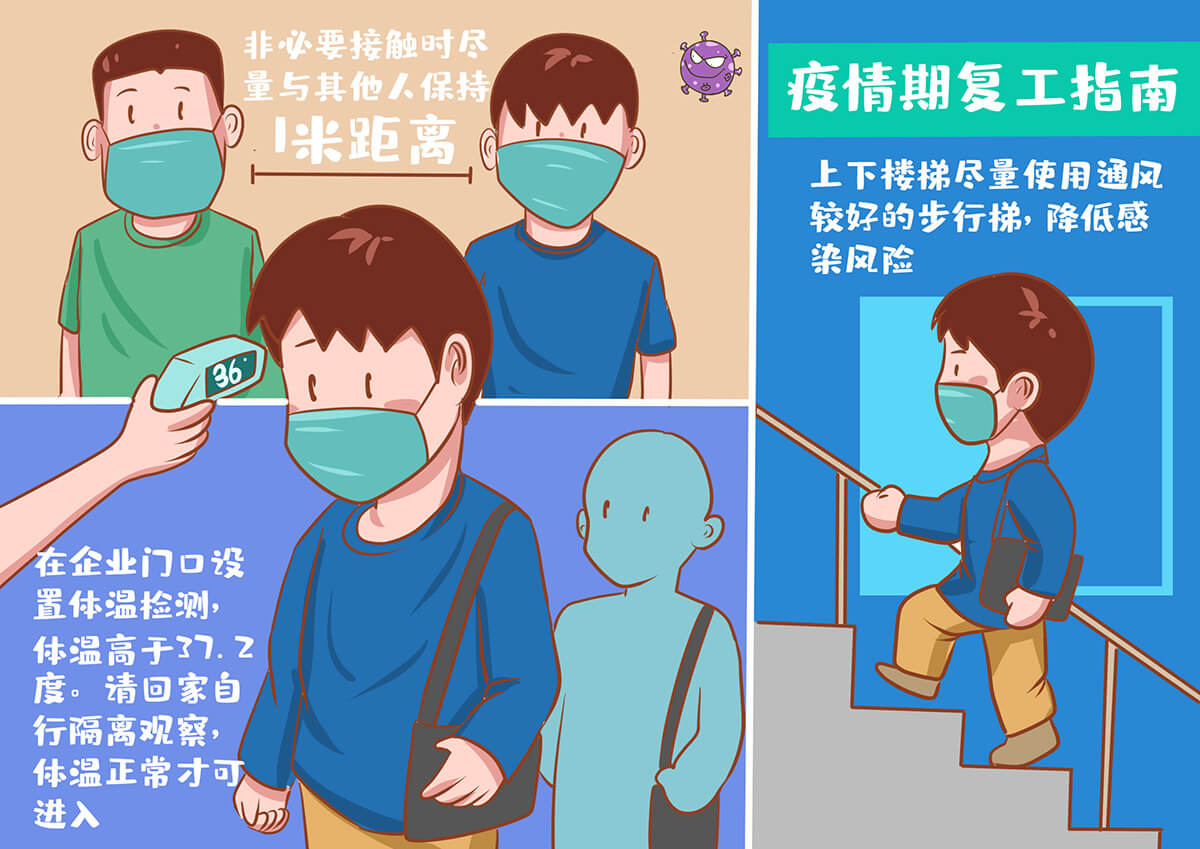 非必要接触时尽
量与其他人保持
1米距离
36°
在企业门口设
置体温检测，
体温高于37.2
度。请回家自
行隔离观察，
体温正常才可
进入
疫情期复工指南
上下楼梯尽量使用通风
较好的步行梯，降低感
染风险